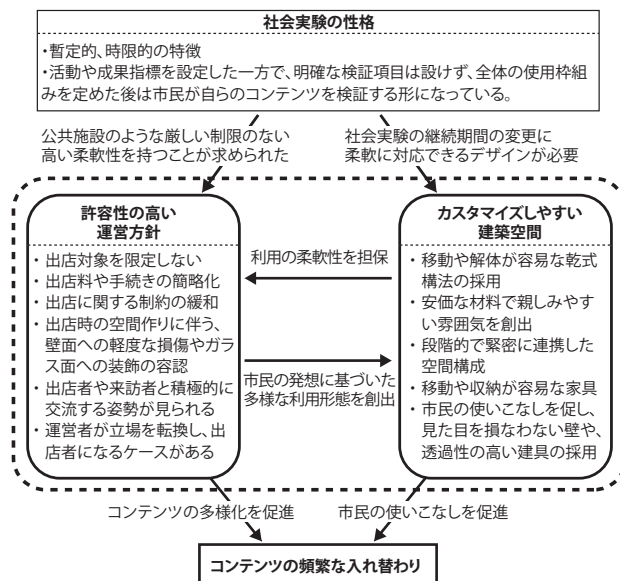 社会実験の性格
・暫定的、時限的の特徴
・活動や成果指標を設定した一方で、明確な検証項目は設けず、全体の使用枠組
みを定めた後は市民が自らのコンテンツを検証する形になっている。
公共施設のような厳しい制限のない
高い柔軟性を持つことが求められた
社会実験の継続期間の変更に
柔軟に対応できるデザインが必要
許容性の高い
運営方針
・出店対象を限定しない
・出店料や手続きの簡略化
・出店に関する制約の緩和
・出店時の空間作りに伴う、
壁面への軽度な損傷やガラ
ス面への装飾の容認
・出店者や来訪者と積極的に
交流する姿勢が見られる
・運営者が立場を転換し、出
店者になるケースがある
利用の柔軟性を担保
市民の発想に基づいた
多様な利用形態を創出
カスタマイズしやすい
建築空間
・移動や解体が容易な乾式
構法の採用
・安価な材料で親しみやす
い雰囲気を創出
・段階的で緊密に連携した
空間構成
・移動や収納が容易な家具
・市民の使いこなしを促し、
見た目を損なわない壁や、
透過性の高い建具の採用
コンテンツの多様化を促進
市民の使いこなしを促進
コンテンツの頻繁な入れ替わり